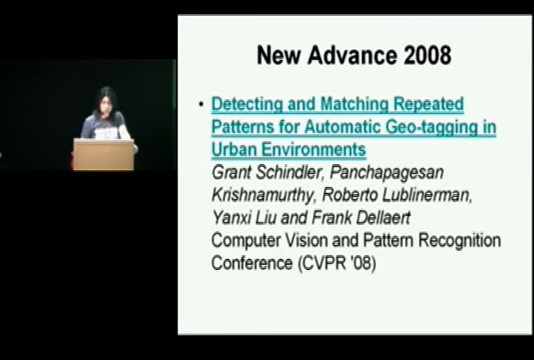 New Advance 2008
• Detecting and Matching Repeated
Patterns for Automatic Geo-tagging in
Urban Environments
Grant Schindler, Panchapagesan
Krishnamurthy, Roberto Lublinerman,
Yanxi Liu and Frank Dellaert
Computer Vision and Pattern Recognition
Conference (CVPR '08)